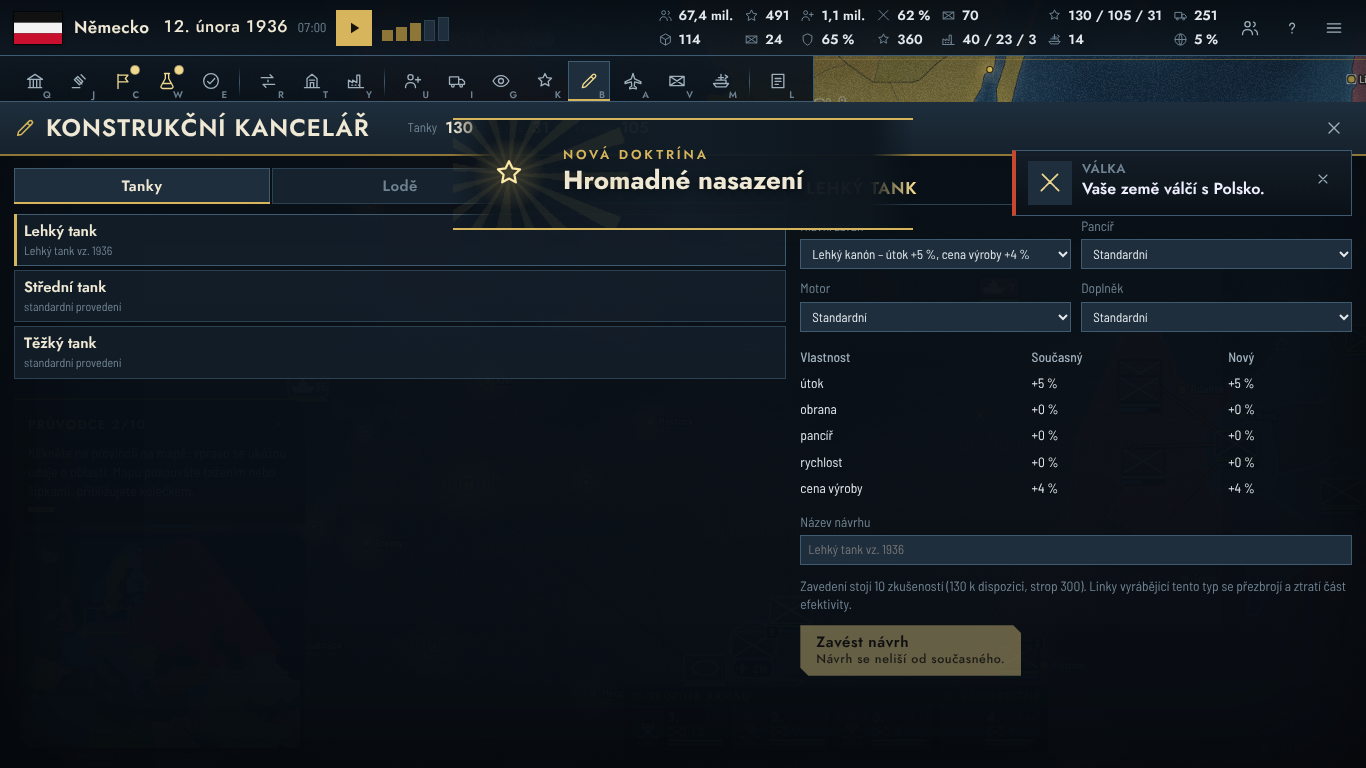 Německo 12. února 1936 07:00
67,4 mil. 491 1,1 mil. 62 % 70 130 / 105 / 31 251
114 24 65 % 360 40 / 23 / 3 14 5 %
Q J C W E R T Y U I G K B A V M L
KONSTRUKČNÍ KANCELÁŘ Tanky 130
NOVÁ DOKTRÍNA
Hromadné nasazení
VÁLKA
Vaše země válčí s Polsko.
Tanky Lodě
LEHKÝ TANK
Lehký tank
Lehký tank vz. 1936
Střední tank
standardní provedení
Těžký tank
standardní provedení
Pancíř
Lehký kanón – útok +5 %, cena výroby +4 % Standardní
Motor Doplněk
Standardní Standardní
Vlastnost Současný Nový
útok +5 % +5 %
obrana +0 % +0 %
pancíř +0 % +0 %
rychlost +0 % +0 %
cena výroby +4 % +4 %
Název návrhu
Lehký tank vz. 1936
Zavedení stojí 10 zkušeností (130 k dispozici, strop 300). Linky vyrábějící tento typ se přezbrojí a ztratí část
efektivity.
Zavést návrh
Návrh se neliší od současného.
PRŮVODCE 2/10